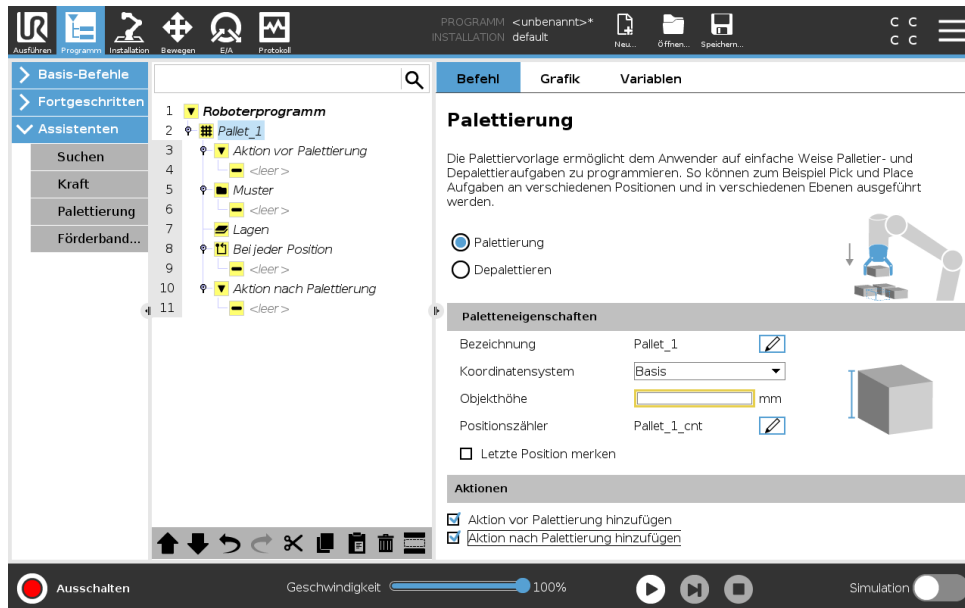 PROGRAMM <unbenannt>*
INSTALLATION default
Ausführen Programm Installation Bewegen E/A Protokoll Neu... Öffnen... Speichern...
C C
C C
Basis-Befehle
Fortgeschritten
Assistenten
Suchen
Kraft
Palettierung
Förderband...
1 Roboterprogramm
2 Pallet_1
3 Aktion vor Palettierung
4 <leer>
5 Muster
6 <leer>
7 Lagen
8 Bei jeder Position
9 <leer>
10 Aktion nach Palettierung
11 <leer>
Befehl Grafik Variablen
Palettierung
Die Palettiervorlage ermöglicht dem Anwender auf einfache Weise Palletier- und
Depalettieraufgaben zu programmieren. So können zum Beispiel Pick und Place
Aufgaben an verschiedenen Positionen und in verschiedenen Ebenen ausgeführt
werden.
Palettierung
Depalettieren
Paletteneigenschaften
Bezeichnung Pallet_1
Koordinatensystem Basis
Objekthöhe mm
Positionszähler Pallet_1_cnt
Letzte Position merken
Aktionen
Aktion vor Palettierung hinzufügen
Aktion nach Palettierung hinzufügen
Ausschalten Geschwindigkeit 100% Simulation